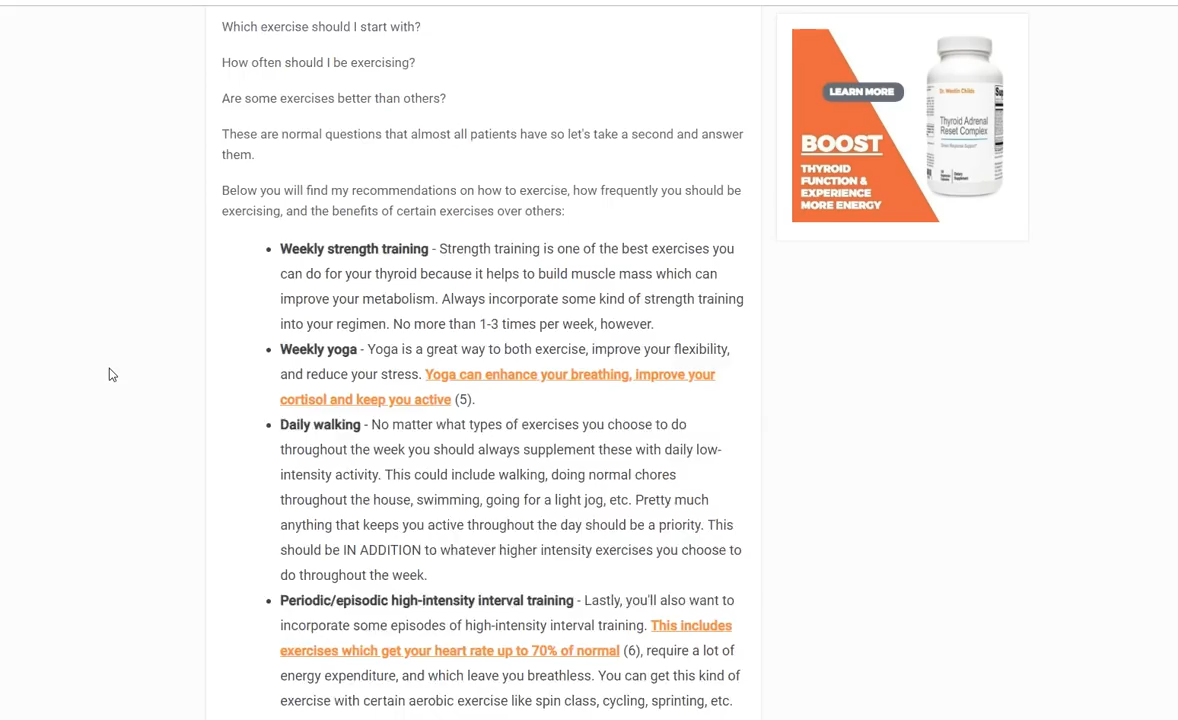 Which exercise should I start with?
How often should I be exercising?
Are some exercises better than others?
These are normal questions that almost all patients have so let's take a second and answer
them.
Below you will find my recommendations on how to exercise, how frequently you should be
exercising, and the benefits of certain exercises over others:
• Weekly strength training - Strength training is one of the best exercises you
can do for your thyroid because it helps to build muscle mass which can
improve your metabolism. Always incorporate some kind of strength training
into your regimen. No more than 1-3 times per week, however.
• Weekly yoga - Yoga is a great way to both exercise, improve your flexibility,
and reduce your stress. Yoga can enhance your breathing, improve your
cortisol and keep you active (5).
• Daily walking - No matter what types of exercises you choose to do
throughout the week you should always supplement these with daily low-
intensity activity. This could include walking, doing normal chores
throughout the house, swimming, going for a light jog, etc. Pretty much
anything that keeps you active throughout the day should be a priority. This
should be IN ADDITION to whatever higher intensity exercises you choose to
do throughout the week.
• Periodic/episodic high-intensity interval training - Lastly, you'll also want to
incorporate some episodes of high-intensity interval training. This includes
exercises which get your heart rate up to 70% of normal (6), require a lot of
energy expenditure, and which leave you breathless. You can get this kind of
exercise with certain aerobic exercise like spin class, cycling, sprinting, etc.
LEARN MORE
BOOST
THYROID
FUNCTION &
EXPERIENCE
MORE ENERGY
Dr. Westin Childs
Thyroid Adrenal
Reset Complex